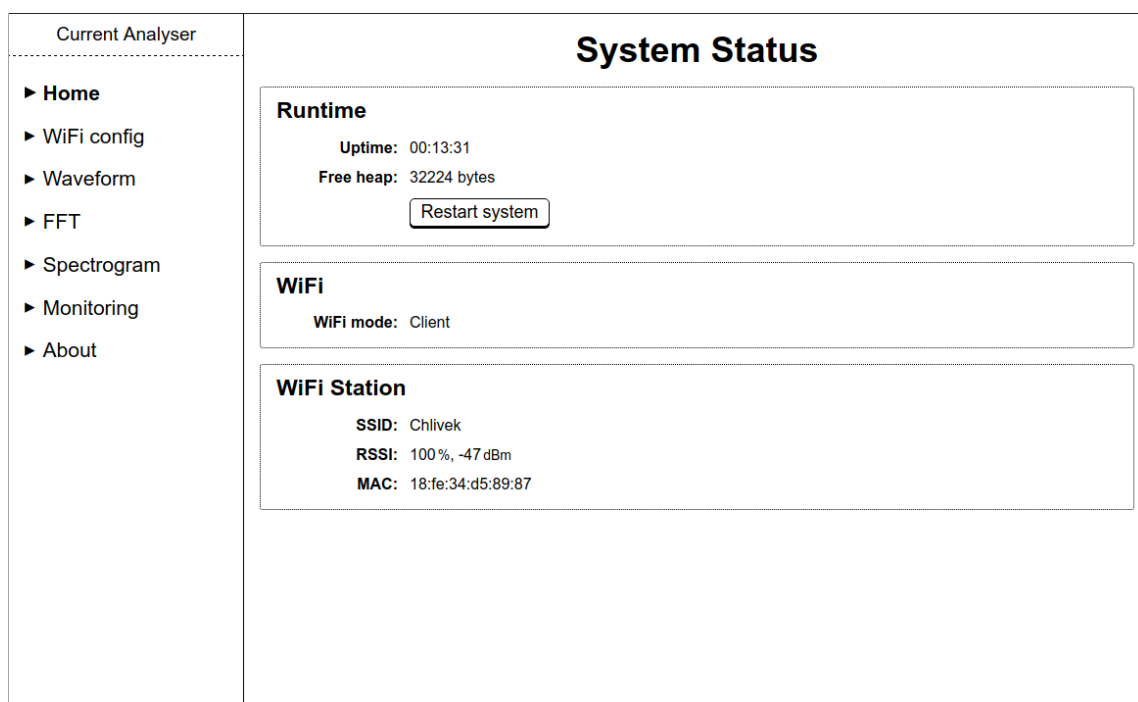 Current Analyser
► Home
► WiFi config
► Waveform
► FFT
► Spectrogram
► Monitoring
► About
System Status
Runtime
Uptime: 00:13:31
Free heap: 32224 bytes
Restart system
WiFi
WiFi mode: Client
WiFi Station
SSID: Chlivek
RSSI: 100%, -47dBm
MAC: 18:fe:34:d5:89:87